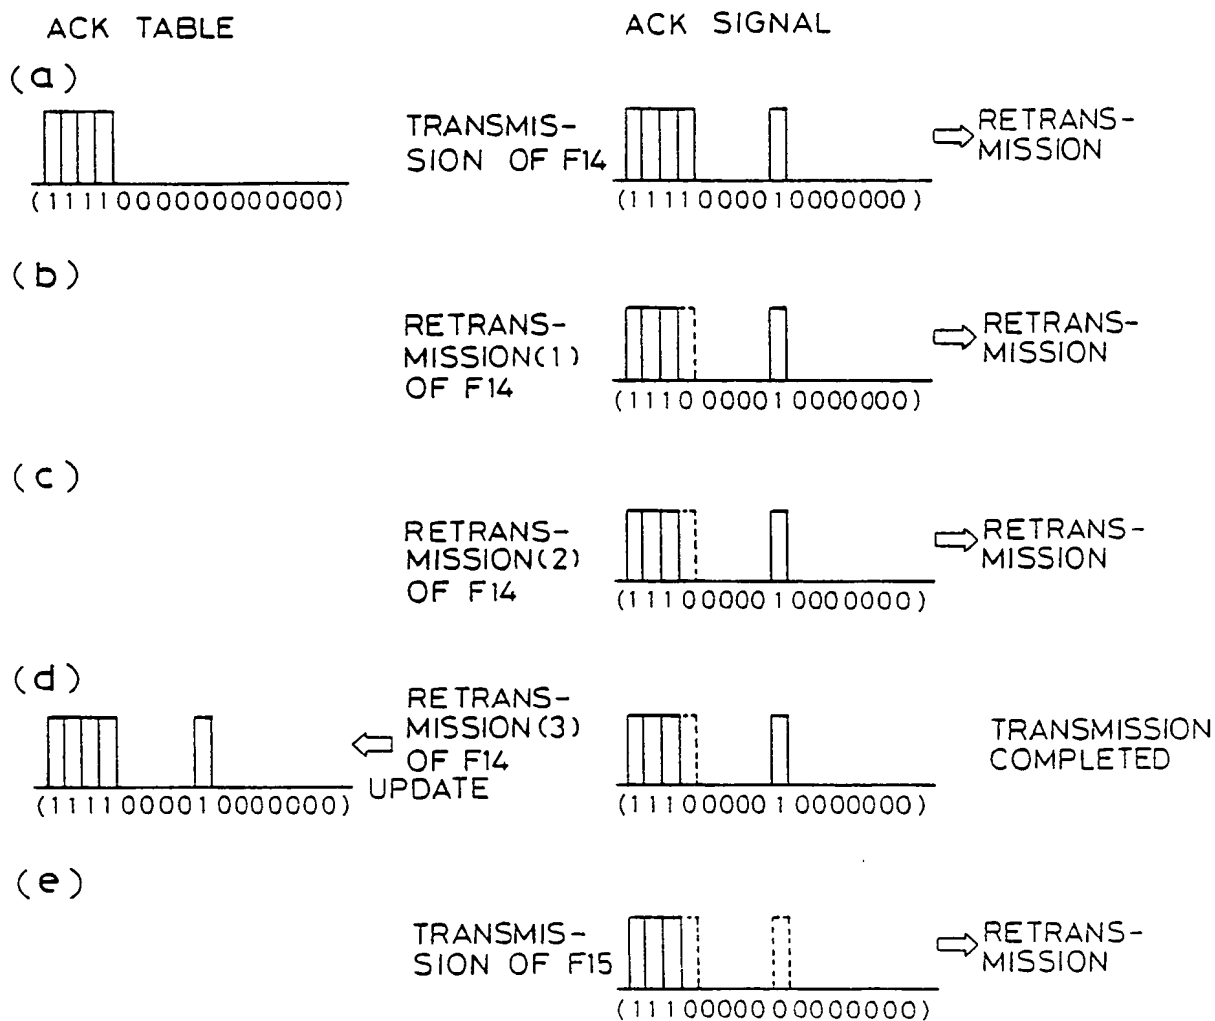 ACK TABLE
ACK SIGNAL
(a)
TRANSMIS-
SION OF F14
RETRANS-
MISSION
(1111000000000000)
(1111000010000000)
(b)
RETRANS-
MISSION(1)
OF F14
RETRANS-
MISSION
(1110000010000000)
(c)
RETRANS-
MISSION(2)
OF F14
RETRANS-
MISSION
(1110000010000000)
(d)
RETRANS-
MISSION(3)
OF F14
UPDATE
TRANSMISSION
COMPLETED
(1111000010000000)
(1110000010000000)
(e)
TRANSMIS-
SION OF F15
RETRANS-
MISSION
(1110000000000000)